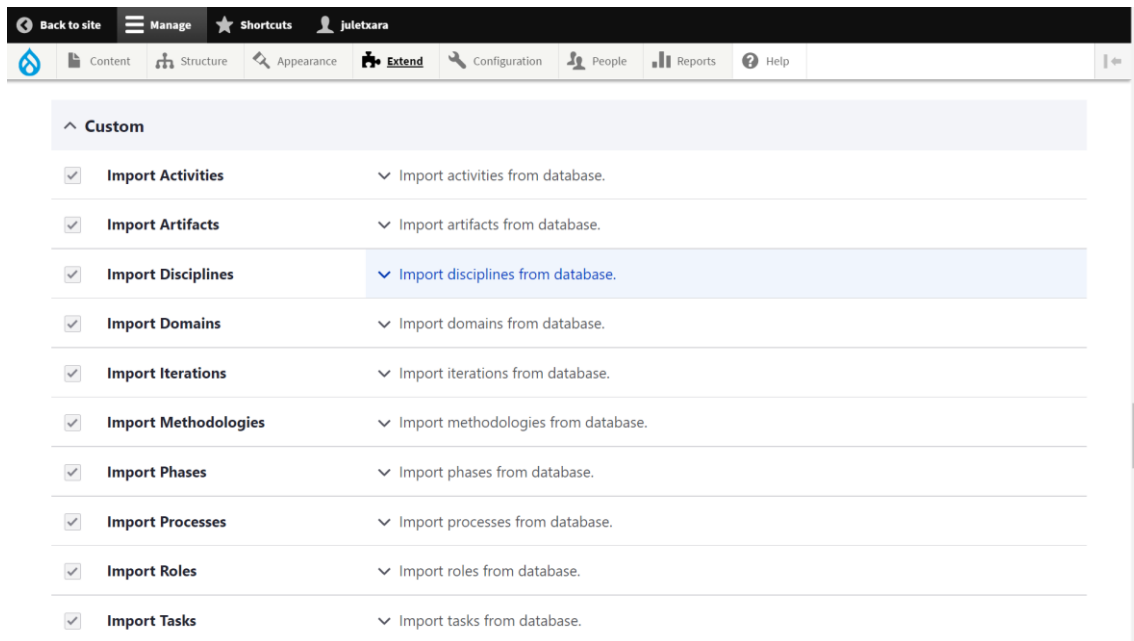 Back to site Manage Shortcuts juletxara
Content Structure Appearance Extend Configuration People Reports Help
Custom
Import Activities Import activities from database.
Import Artifacts Import artifacts from database.
Import Disciplines Import disciplines from database.
Import Domains Import domains from database.
Import Iterations Import iterations from database.
Import Methodologies Import methodologies from database.
Import Phases Import phases from database.
Import Processes Import processes from database.
Import Roles Import roles from database.
Import Tasks Import tasks from database.